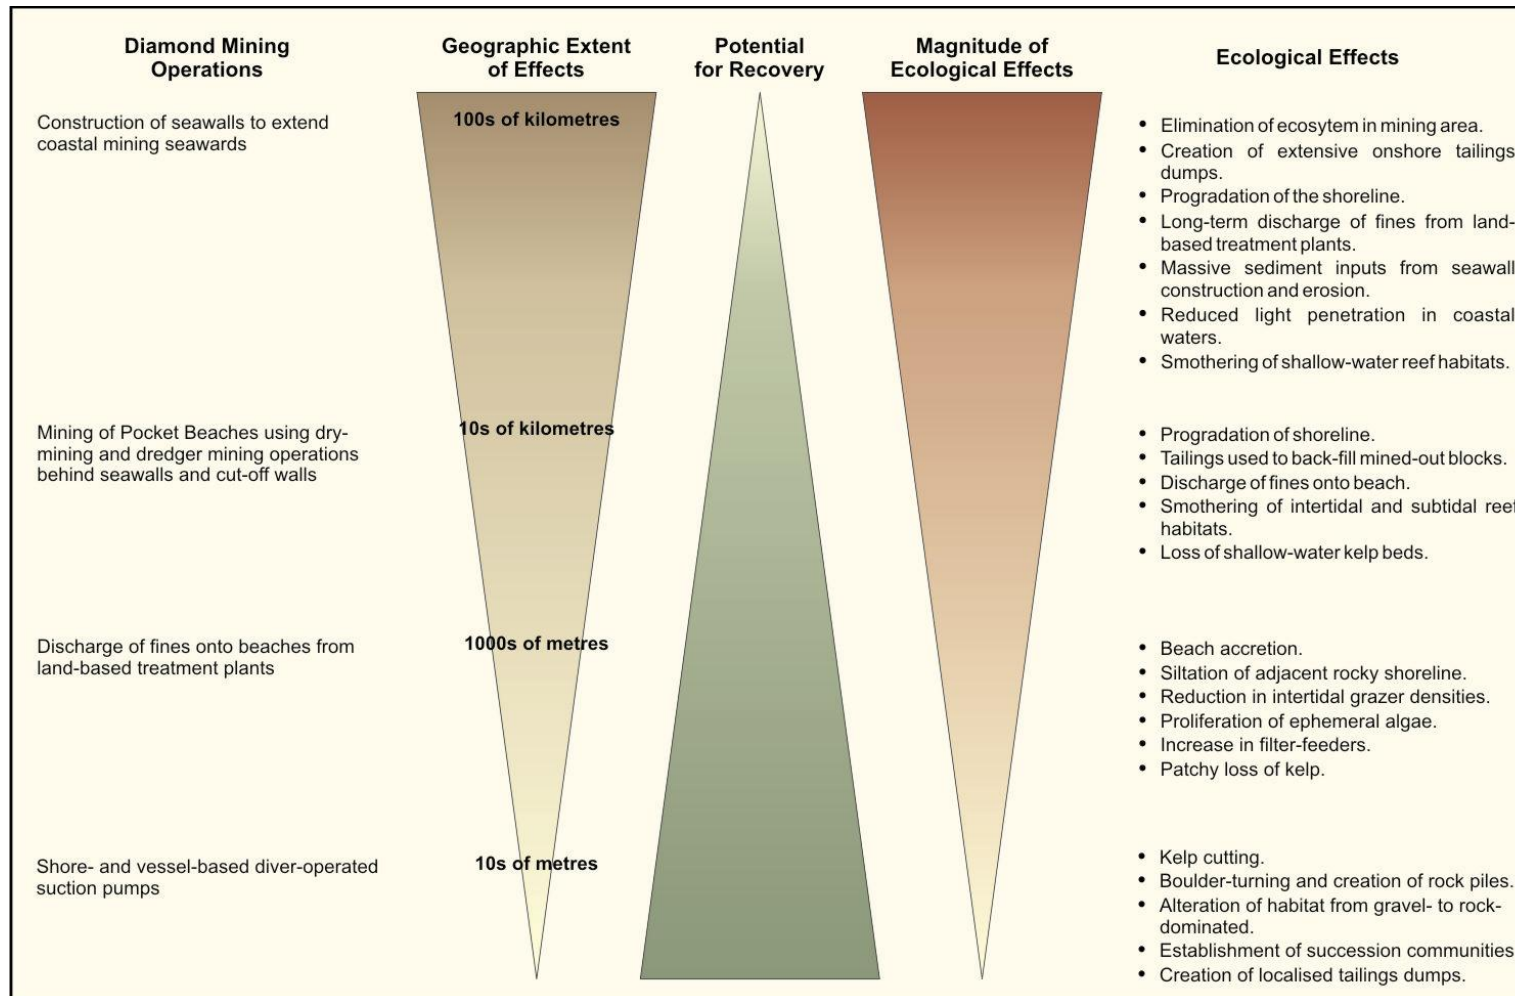 Diamond Mining
Operations
Geographic Extent
of Effects
Potential
for Recovery
Magnitude of
Ecological Effects
Ecological Effects
Construction of seawalls to extend
coastal mining seawards
100s of kilometres
• Elimination of ecosytem in mining area.
• Creation of extensive onshore tailings
dumps.
• Progradation of the shoreline.
• Long-term discharge of fines from land-
based treatment plants.
• Massive sediment inputs from seawall
construction and erosion.
• Reduced light penetration in coastal
waters.
• Smothering of shallow-water reef habitats.
Mining of Pocket Beaches using dry-
mining and dredger mining operations
behind seawalls and cut-off walls
10s of kilometres
• Progradation of shoreline.
• Tailings used to back-fill mined-out blocks.
• Discharge of fines onto beach.
• Smothering of intertidal and subtidal reef
habitats.
• Loss of shallow-water kelp beds.
Discharge of fines onto beaches from
land-based treatment plants
1000s of metres
• Beach accretion.
• Siltation of adjacent rocky shoreline.
• Reduction in intertidal grazer densities.
• Proliferation of ephemeral algae.
• Increase in filter-feeders.
• Patchy loss of kelp.
Shore- and vessel-based diver-operated
suction pumps
10s of metres
• Kelp cutting.
• Boulder-turning and creation of rock piles.
• Alteration of habitat from gravel- to rock-
dominated.
• Establishment of succession communities
• Creation of localised tailings dumps.